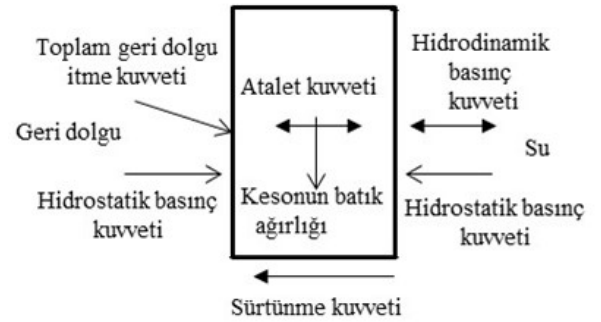 Toplam geri dolgu
itme kuvveti
Geri dolgu
Hidrostatik basınç
kuvveti
Atalet kuvveti
Kesonun batık
ağırlığı
Hidrodinamik
basınç
kuvveti
Su
Hidrostatik basınç
kuvveti
Sürtünme kuvveti